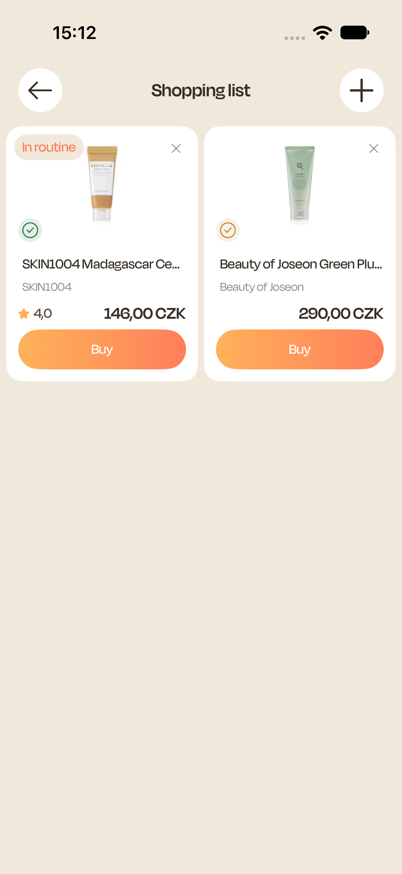 15:12
Shopping list
In routine
SKIN1004 Madagascar Ce...
SKIN1004
4,0
146,00 CZK
Buy
Beauty of Joseon Green Plu...
Beauty of Joseon
290,00 CZK
Buy